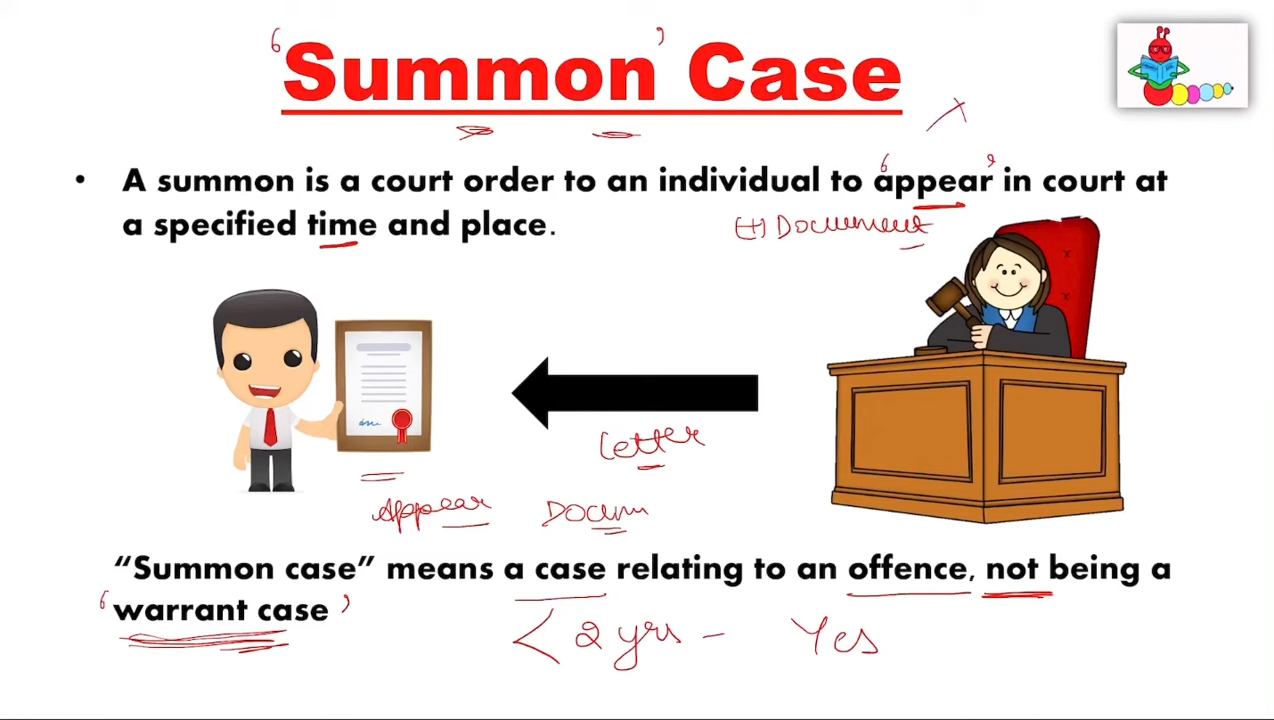 ‘Summon’ Case
• A summon is a court order to an individual to ‘appear’ in court at
a specified time and place.
(+) Document
Letter
Appear Docum
“Summon case” means a case relating to an offence, not being a
‘warrant case’
< 2 yrs – Yes